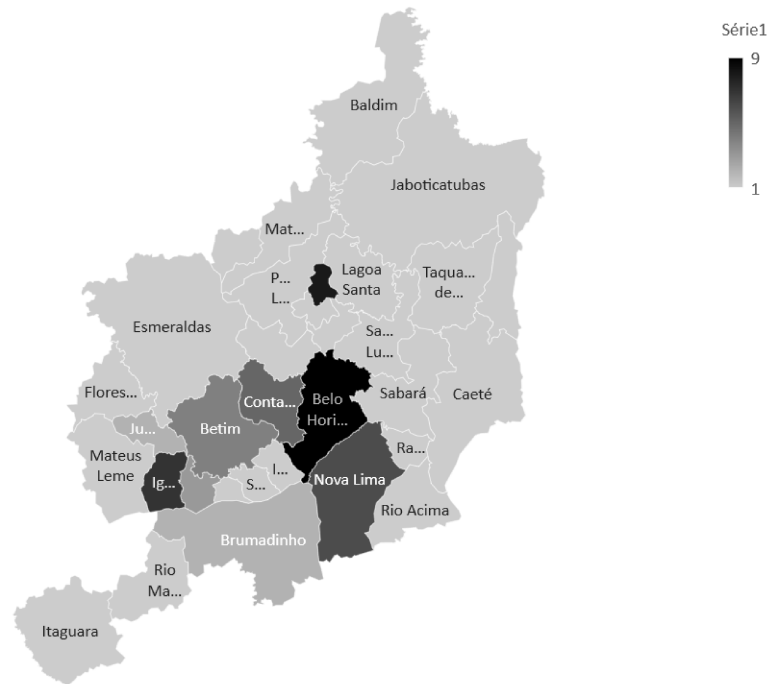 Série1
9
1
Baldim
Jaboticatubas
Mat...
P...
L...
Lagoa
Santa
Taqua...
de...
Esmeraldas
Sa...
Lu...
Flores...
Conta...
Belo
Hori...
Sabará
Caeté
Ju...
Betim
Mateus
Leme
Ig...
S...
I...
Nova Lima
Ra...
Rio Acima
Brumadinho
Rio
Ma...
Itaguara